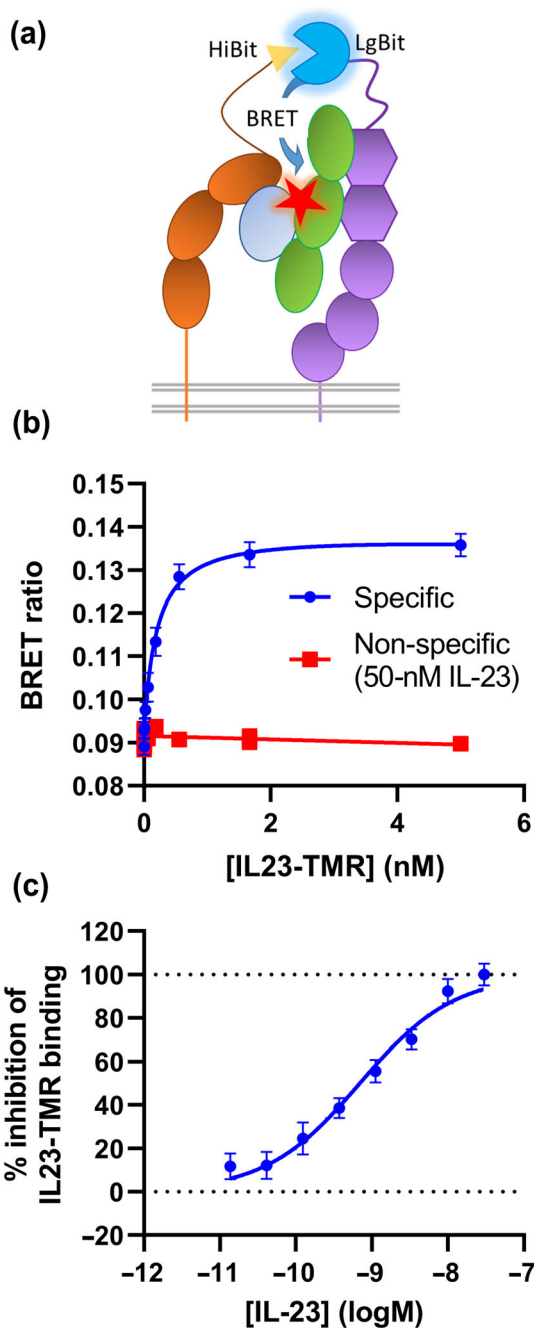 (a)
HiBit
LgBit
BRET
(b)
0.15
0.14
0.13
0.12
0.11
0.10
0.09
0.08
BRET ratio
Specific
Non-specific
(50-nM IL-23)
0
2
4
6
[IL23-TMR] (nM)
(c)
120
100
80
60
40
20
0
−20
% inhibition of
IL23-TMR binding
−12
−11
−10
−9
−8
−7
[IL-23] (logM)